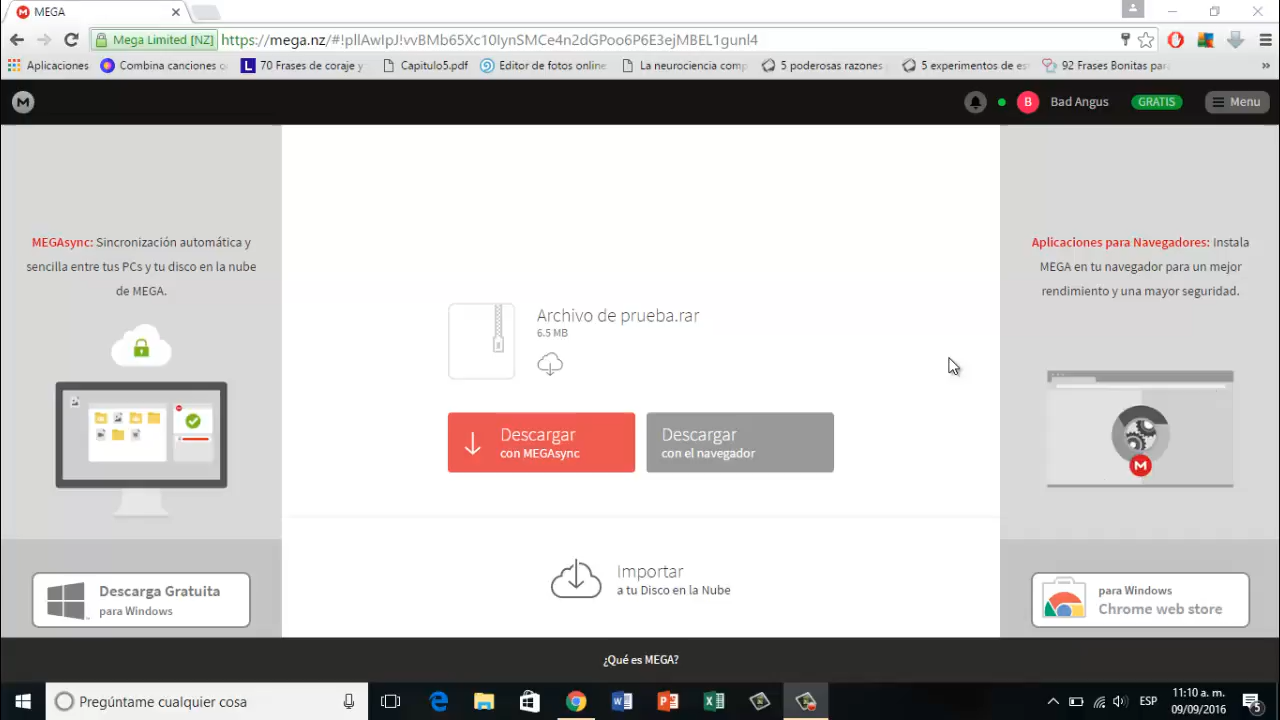 MEGA
Mega Limited [NZ] https://mega.nz/#!pllAwIpJ!vvBMb65Xc10IynSMCe4n2dGPoo6P6E3ejMBEL1gunl4
Aplicaciones Combina canciones o 70 Frases de coraje y Capitulo5.pdf Editor de fotos online La neurociencia comp 5 poderosas razones 5 experimentos de es 92 Frases Bonitas par »
M B Bad Angus GRATIS Menu
MEGAsync: Sincronización automática y
sencilla entre tus PCs y tu disco en la nube
de MEGA.
Archivo de prueba.rar
6.5 MB
Descargar
con MEGAsync
Descargar
con el navegador
Importar
a tu Disco en la Nube
Aplicaciones para Navegadores: Instala
MEGA en tu navegador para un mejor
rendimiento y una mayor seguridad.
M
Descarga Gratuita
para Windows
para Windows
Chrome web store
¿Qué es MEGA?
Pregúntame cualquier cosa
ESP
11:10 a. m.
09/09/2016
5